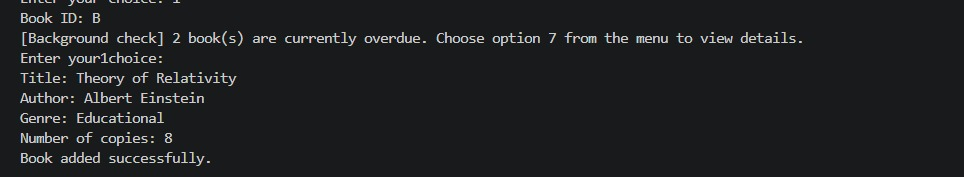 Enter your choice: 1
Book ID: B
[Background check] 2 book(s) are currently overdue. Choose option 7 from the menu to view details.
Enter your1choice:
Title: Theory of Relativity
Author: Albert Einstein
Genre: Educational
Number of copies: 8
Book added successfully.